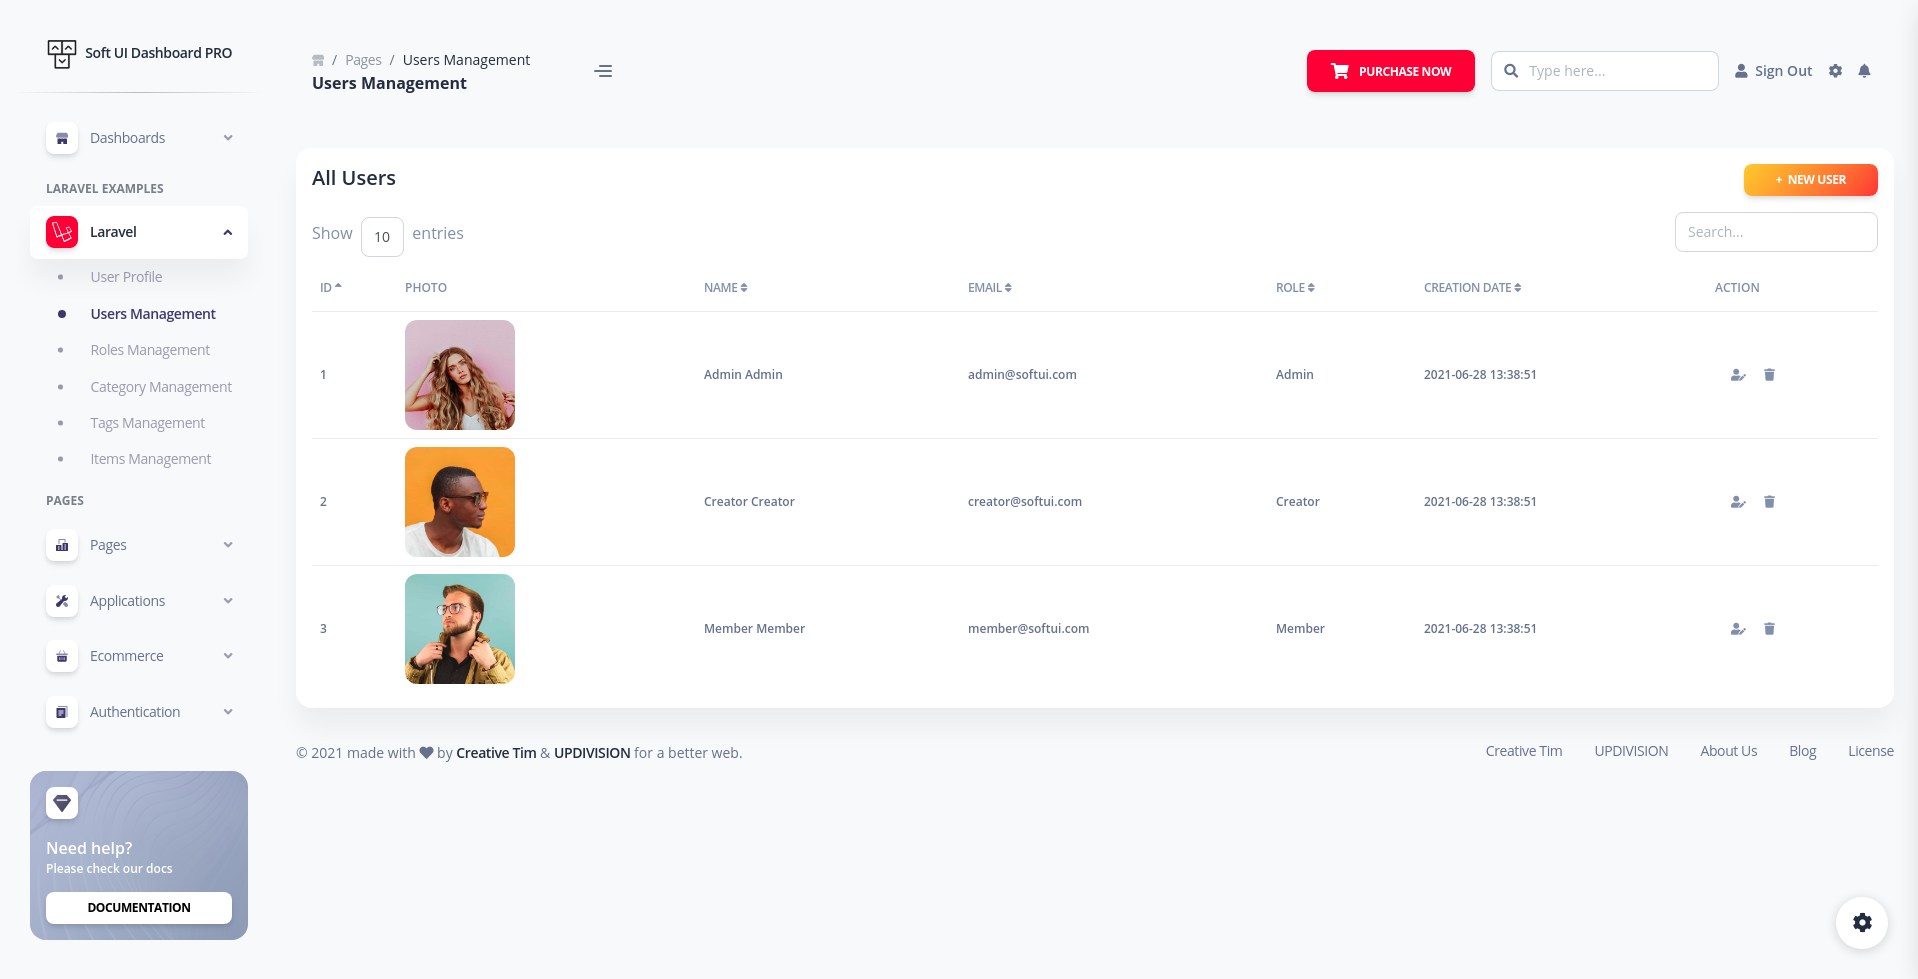 Soft UI Dashboard PRO
Dashboards
LARAVEL EXAMPLES
Laravel
User Profile
Users Management
Roles Management
Category Management
Tags Management
Items Management
PAGES
Pages
Applications
Ecommerce
Authentication
Need help?
Please check our docs
DOCUMENTATION
/ Pages / Users Management
Users Management
PURCHASE NOW
Type here...
Sign Out
All Users
+ NEW USER
Show 10 entries
Search...
ID PHOTO NAME EMAIL ROLE CREATION DATE ACTION
1 Admin Admin admin@softui.com Admin 2021-06-28 13:38:51
2 Creator Creator creator@softui.com Creator 2021-06-28 13:38:51
3 Member Member member@softui.com Member 2021-06-28 13:38:51
© 2021 made with by Creative Tim & UPDIVISION for a better web.
Creative Tim UPDIVISION About Us Blog License